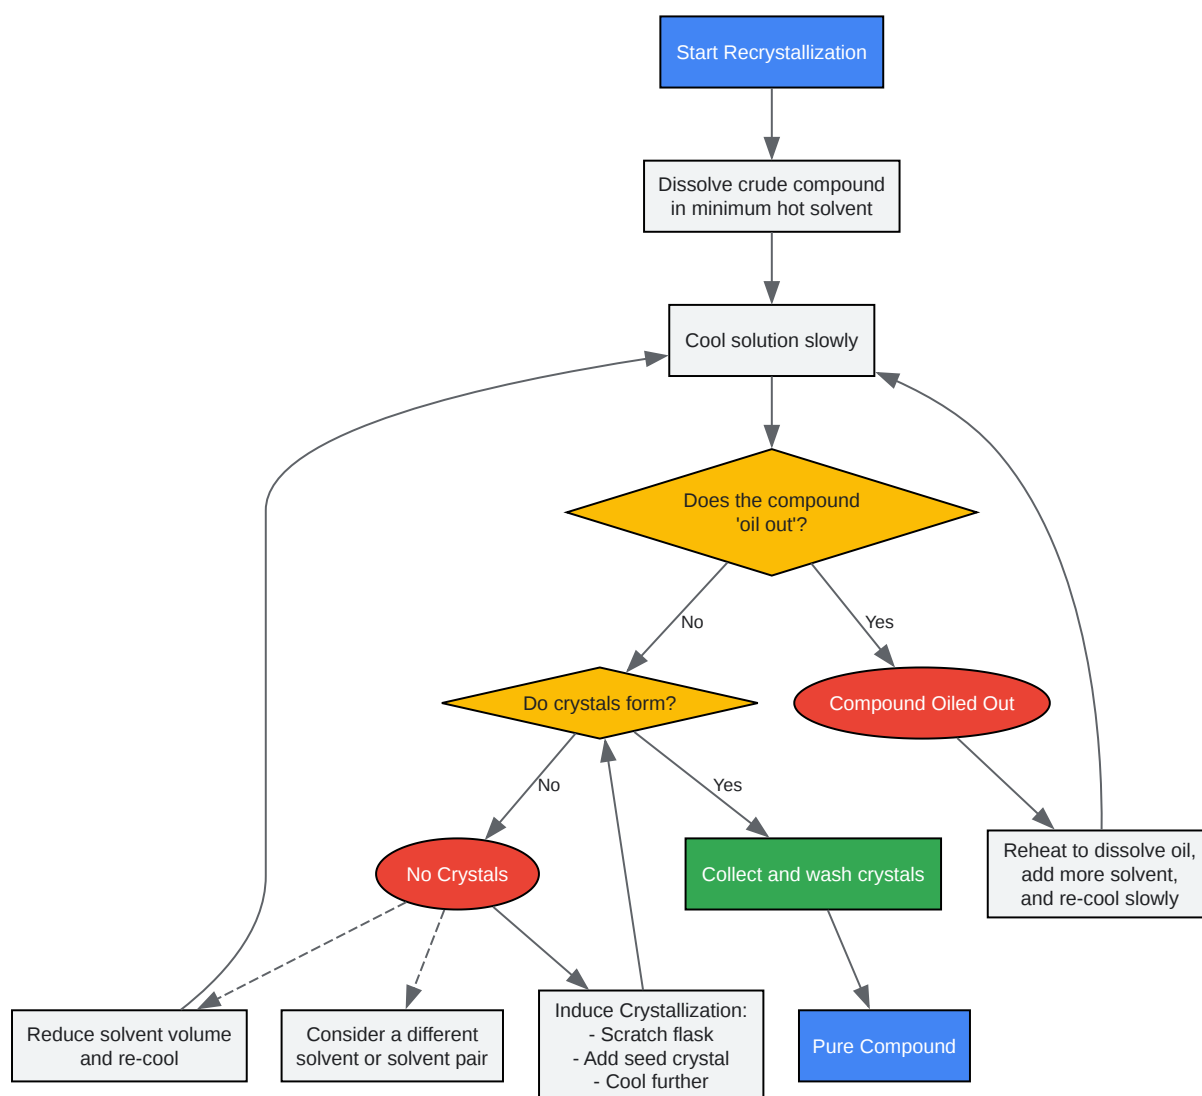 Start Recrystallization
Dissolve crude compound
in minimum hot solvent
Cool solution slowly
Does the compound
'oil out'?
No
Yes
Do crystals form?
Compound Oiled Out
No
Yes
No Crystals
Collect and wash crystals
Reheat to dissolve oil,
add more solvent,
and re-cool slowly
Reduce solvent volume
and re-cool
Consider a different
solvent or solvent pair
Induce Crystallization:
- Scratch flask
- Add seed crystal
- Cool further
Pure Compound